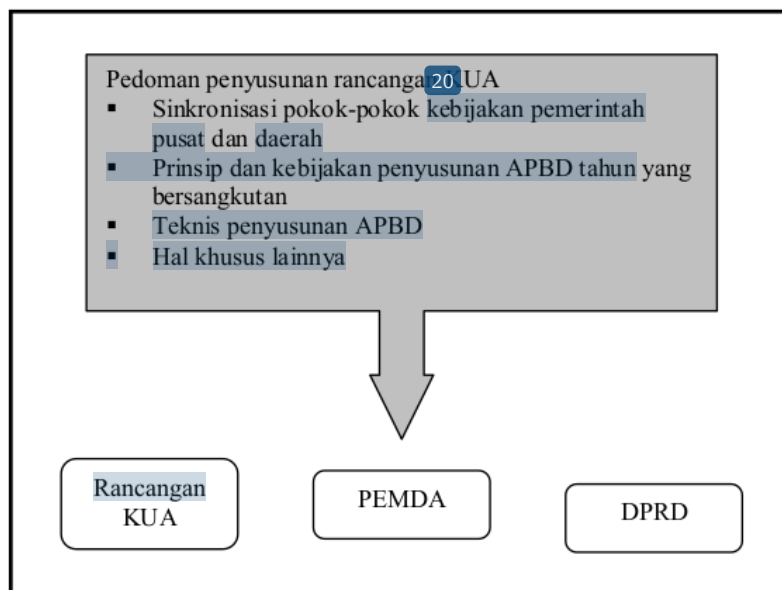 Pedoman penyusunan rancangan KUA
20
▪ Sinkronisasi pokok-pokok kebijakan pemerintah
pusat dan daerah
▪ Prinsip dan kebijakan penyusunan APBD tahun yang
bersangkutan
▪ Teknis penyusunan APBD
▪ Hal khusus lainnya
Rancangan
KUA
PEMDA
DPRD